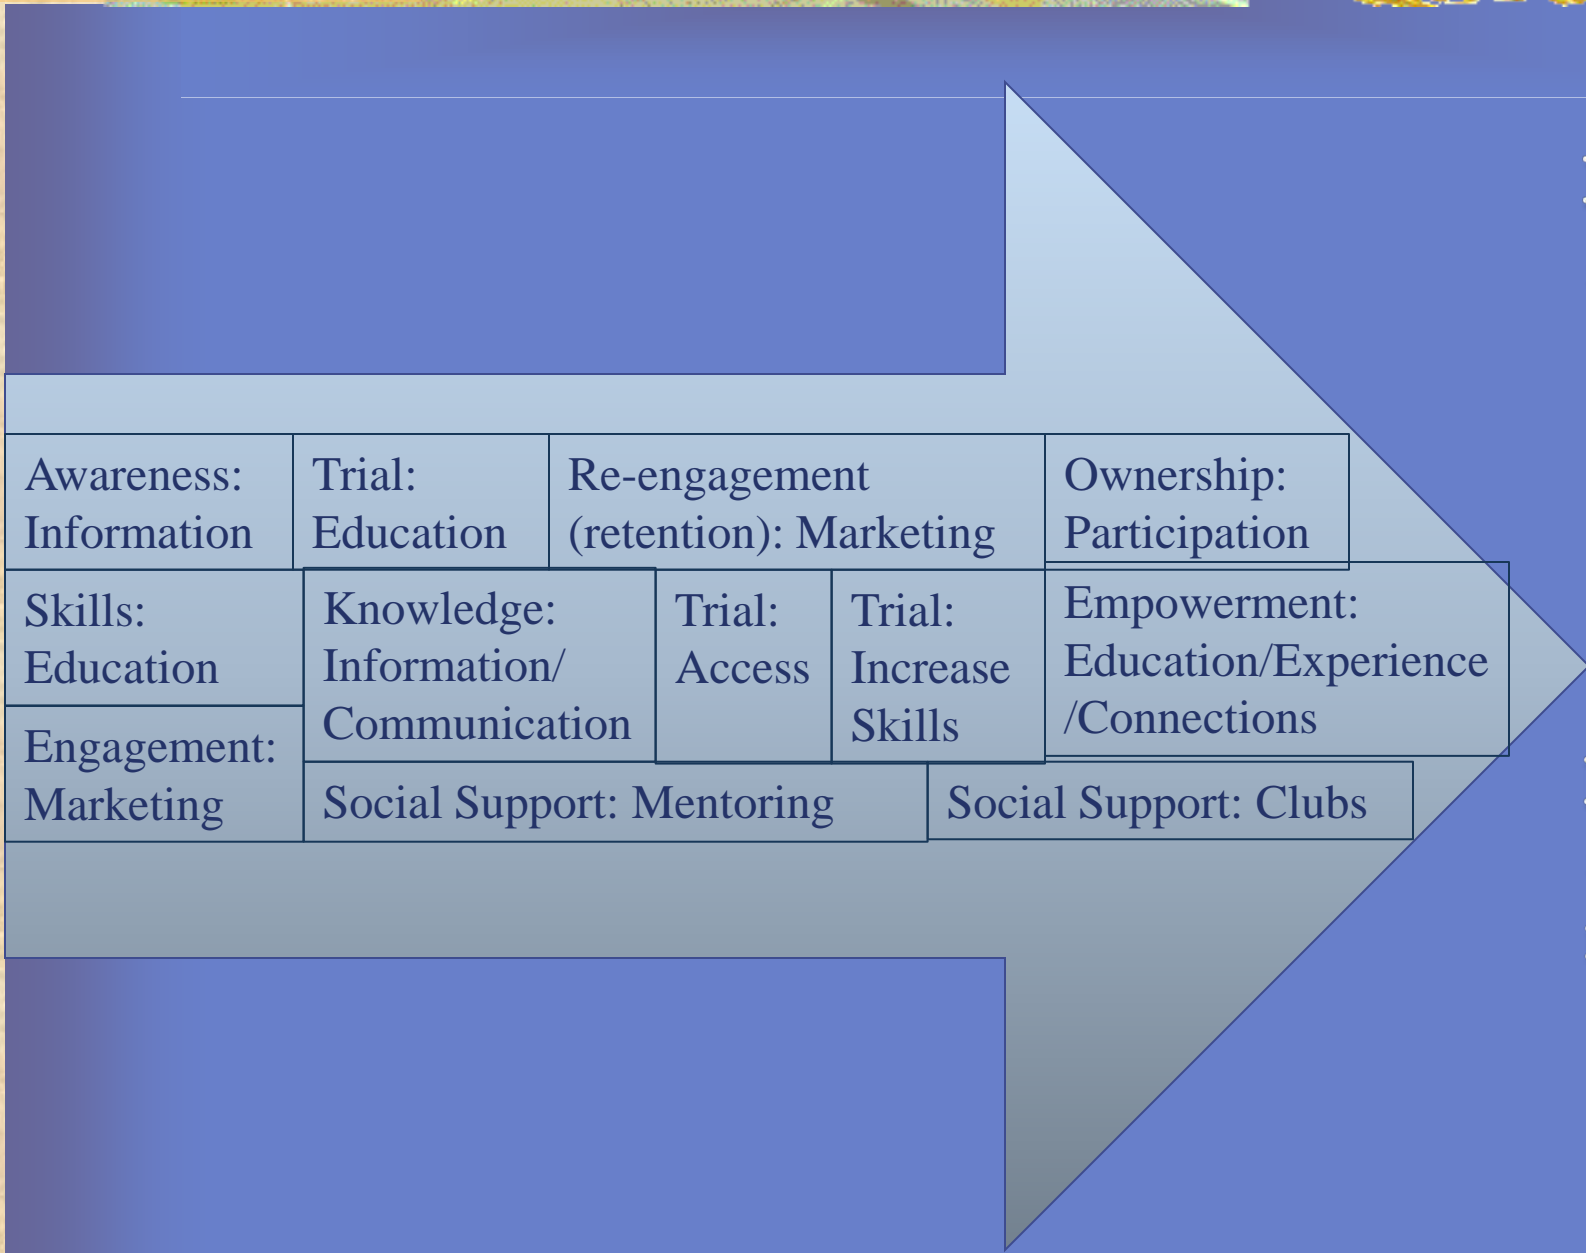 Awareness:
Information
Trial:
Education
Re-engagement
(retention): Marketing
Ownership:
Participation
Skills:
Education
Knowledge:
Information/
Communication
Trial:
Access
Trial:
Increase
Skills
Empowerment:
Education/Experience
/Connections
Engagement:
Marketing
Social Support: Mentoring
Social Support: Clubs